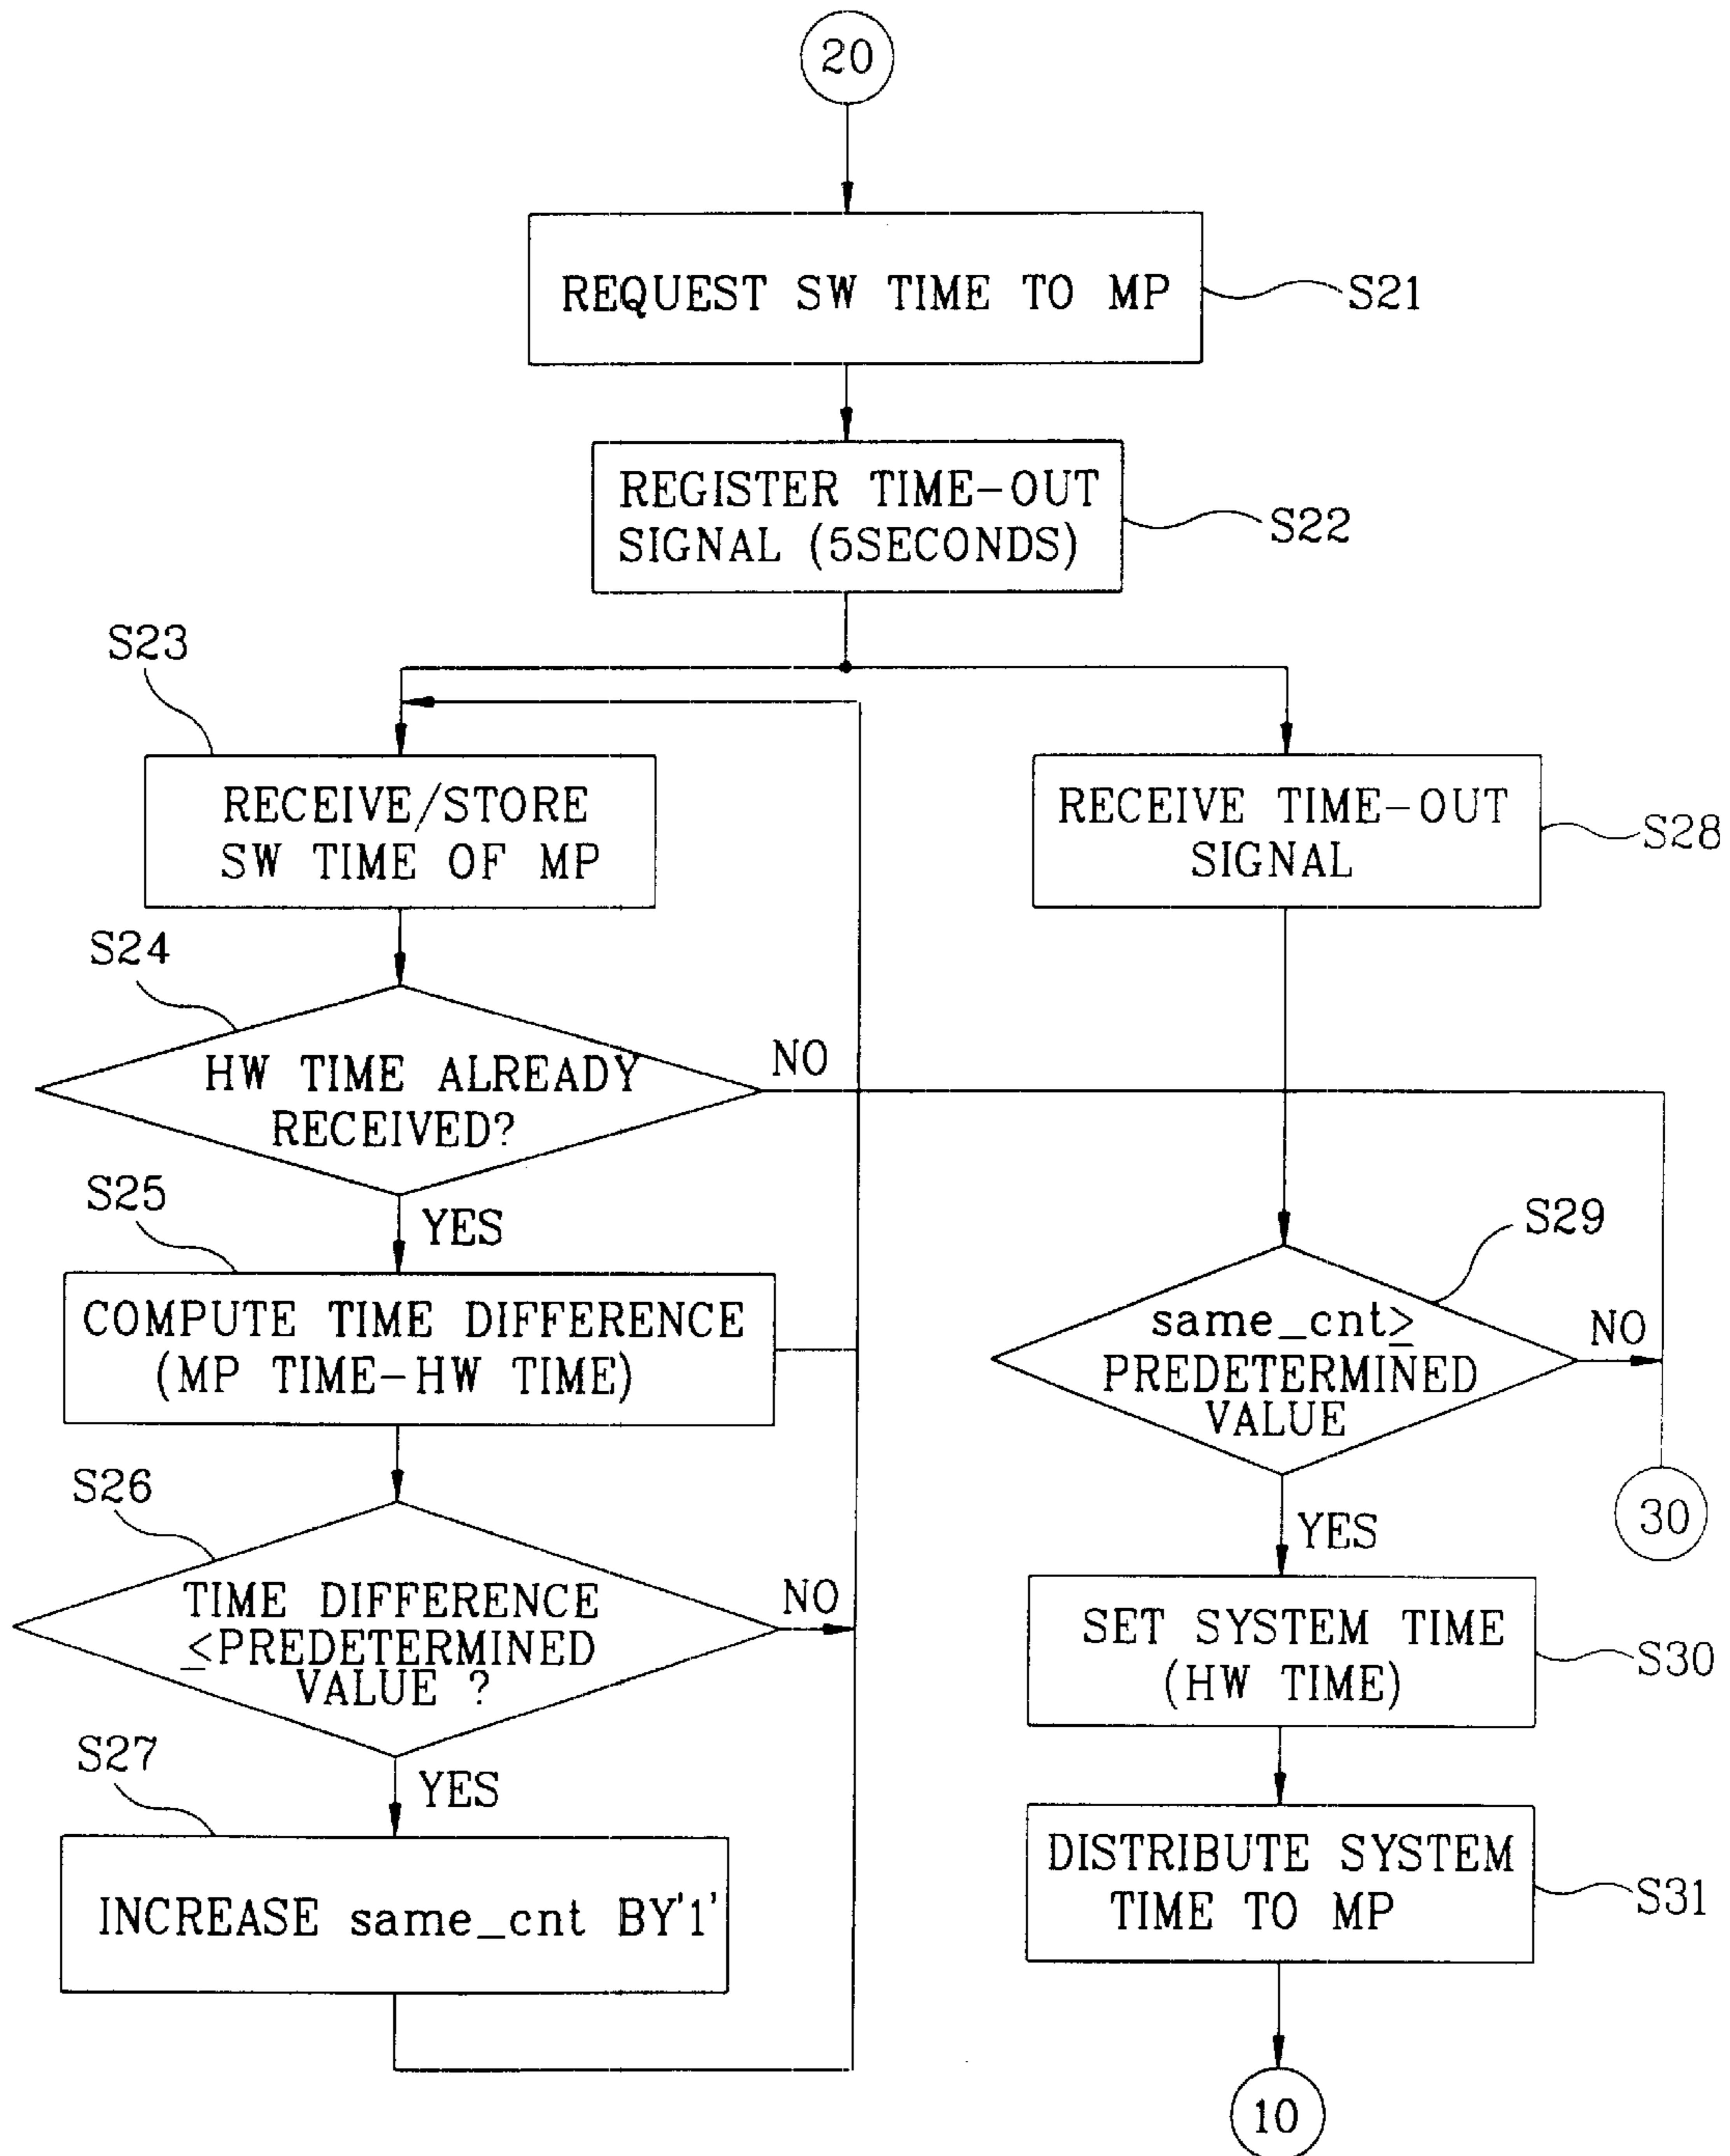 20
REQUEST SW TIME TO MP
S21
REGISTER TIME-OUT
SIGNAL (5SECONDS)
S22
S23
RECEIVE/STORE
SW TIME OF MP
RECEIVE TIME-OUT
SIGNAL
S28
S24
HW TIME ALREADY
RECEIVED?
NO
YES
S25
COMPUTE TIME DIFFERENCE
(MP TIME-HW TIME)
S29
same_cnt≥
PREDETERMINED
VALUE
NO
YES
30
S26
TIME DIFFERENCE
≤PREDETERMINED
VALUE ?
NO
YES
SET SYSTEM TIME
(HW TIME)
S30
S27
INCREASE same_cnt BY'1'
DISTRIBUTE SYSTEM
TIME TO MP
S31
10